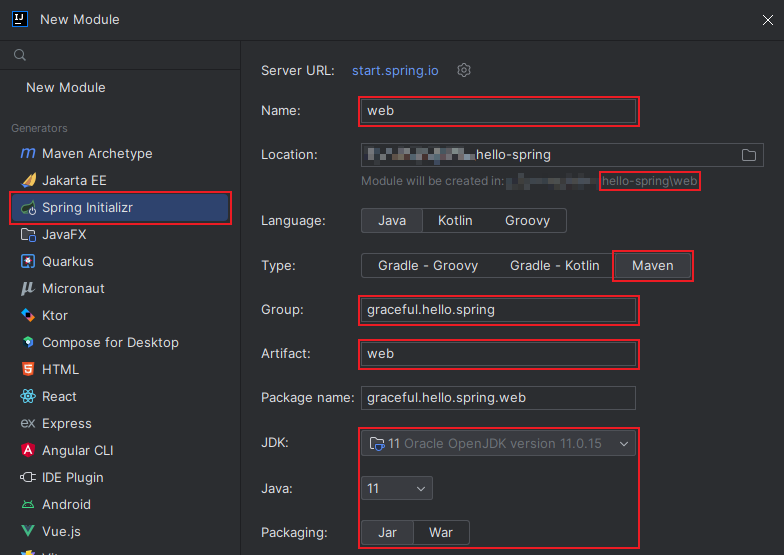 New Module
New Module
Generators
Maven Archetype
Jakarta EE
Spring Initializr
JavaFX
Quarkus
Micronaut
Ktor
Compose for Desktop
HTML
React
Express
Angular CLI
IDE Plugin
Android
Vue.js
Server URL: start.spring.io
Name: web
Location: hello-spring
Module will be created in: hello-spring\web
Language: Java Kotlin Groovy
Type: Gradle - Groovy Gradle - Kotlin Maven
Group: graceful.hello.spring
Artifact: web
Package name: graceful.hello.spring.web
JDK: 11 Oracle OpenJDK version 11.0.15
Java: 11
Packaging: Jar War